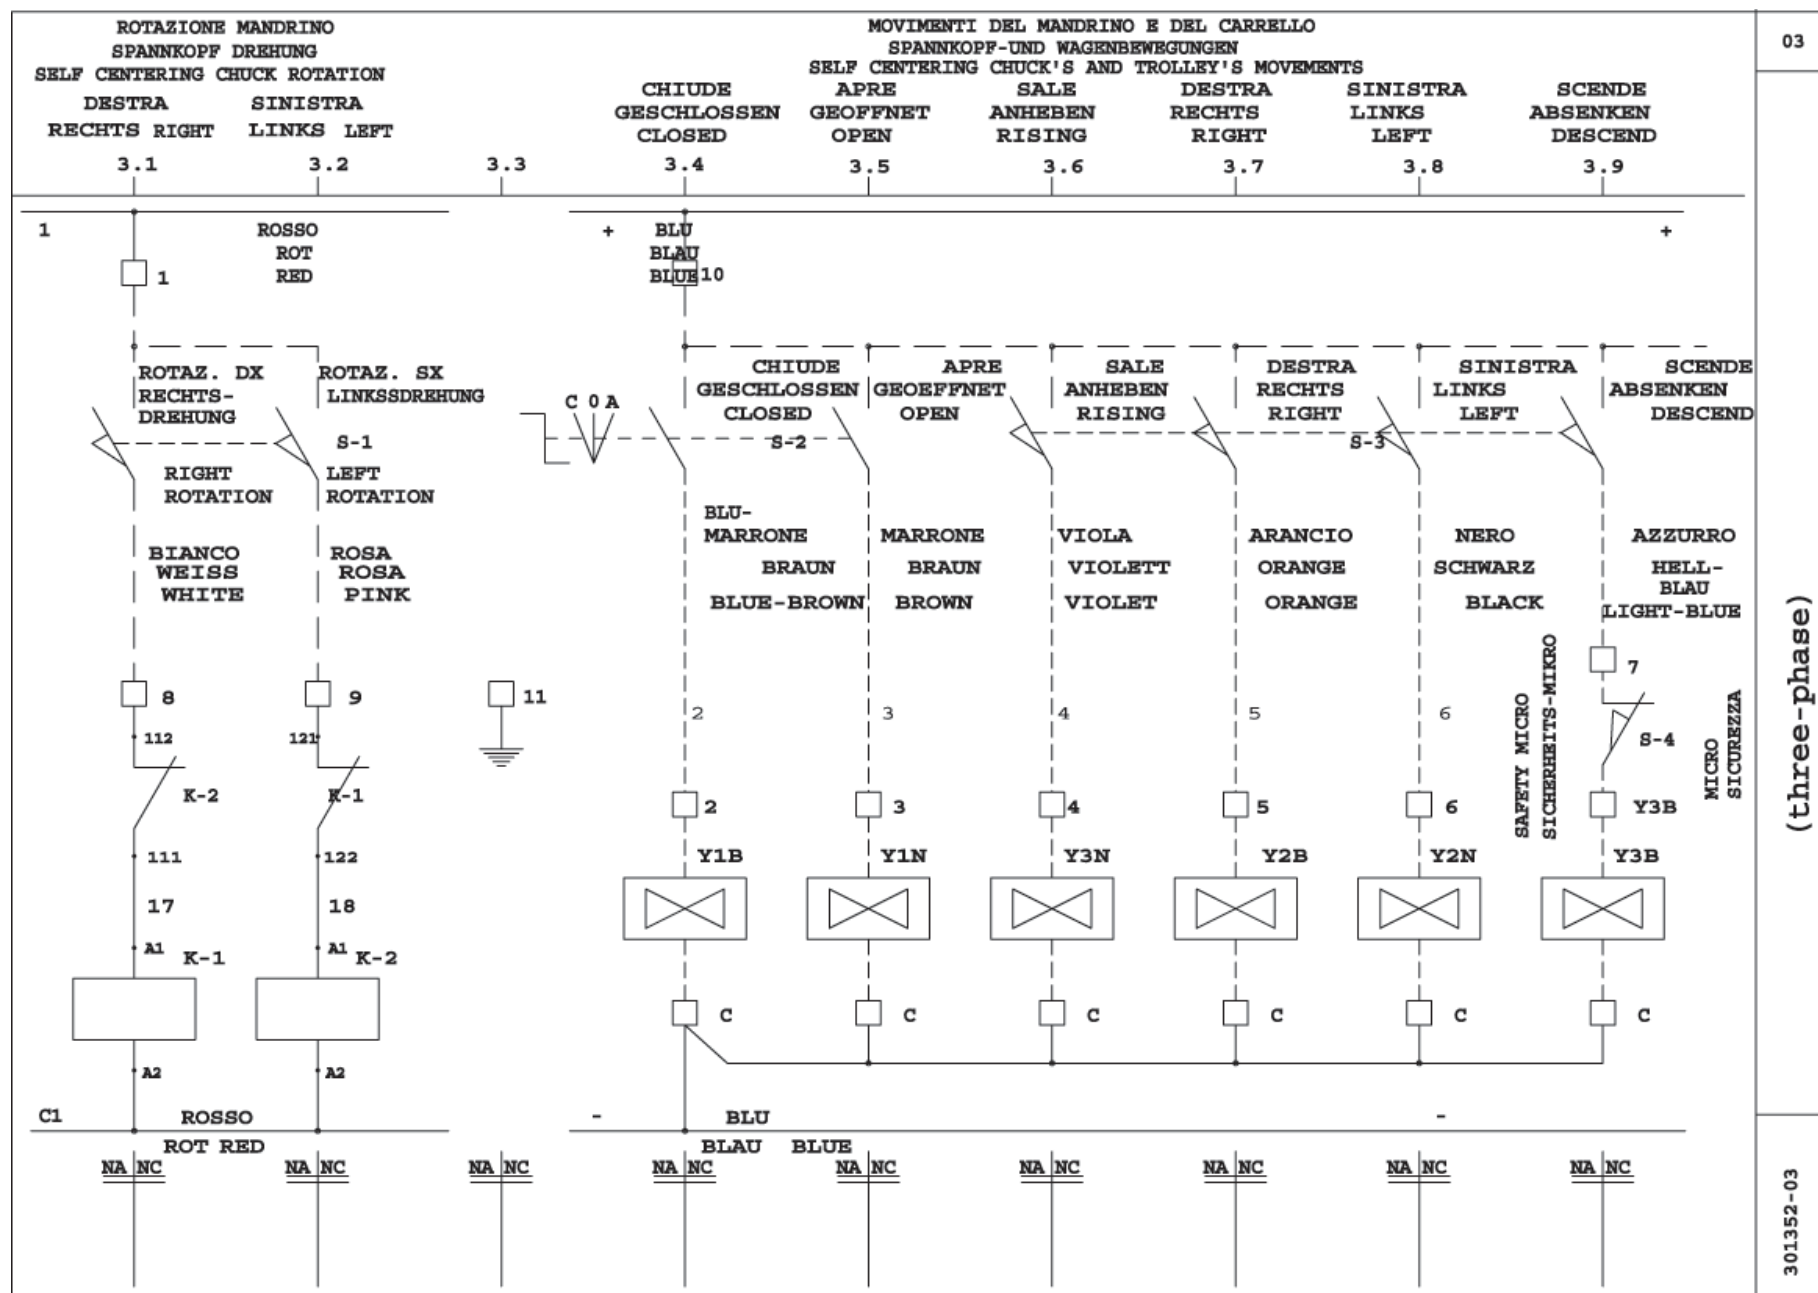 ROTAZIONE MANDRINO
SPANNKOPF DREHUNG
SELF CENTERING CHUCK ROTATION
DESTRA SINISTRA
RECHTS RIGHT LINKS LEFT
MOVIMENTI DEL MANDRINO E DEL CARRELLO
SPANNKOPF-UND WAGENBEWEGUNGEN
SELF CENTERING CHUCK'S AND TROLLEY'S MOVEMENTS
CHIUDE APRE SALE DESTRA SINISTRA SCENDE
GESCHLOSSEN GEOFFNET ANHEBEN RECHTS LINKS ABSENKEN
CLOSED OPEN RISING RIGHT LEFT DESCEND
03
3.1 3.2 3.3 3.4 3.5 3.6 3.7 3.8 3.9
1 ROSSO + BLU +
ROT BLAU
1 RED BLUE 10
ROTAZ. DX ROTAZ. SX CHIUDE APRE SALE DESTRA SINISTRA SCENDE
RECHTS- LINKSSDREHUNG GESCHLOSSEN GEOEFFNET ANHEBEN RECHTS LINKS ABSENKEN
DREHUNG C 0 A CLOSED OPEN RISING RIGHT LEFT DESCEND
S-1 S-2 S-3
RIGHT LEFT
ROTATION ROTATION
BLU-
MARRONE MARRONE VIOLA ARANCIO NERO AZZURRO
BIANCO ROSA BRAUN BRAUN VIOLETT ORANGE SCHWARZ HELL-
WEISS ROSA BLAU
WHITE PINK BLUE-BROWN BROWN VIOLET ORANGE BLACK LIGHT-BLUE
7
8 9 11
2 3 4 5 6
112 121 S-4
SAFETY MICRO
SICHERHEITS-MIKRO
MICRO
SICUREZZA
K-2 K-1
2 3 4 5 6 Y3B
111 122 Y1B Y1N Y3N Y2B Y2N Y3B
17 18
A1 K-1 A1 K-2
C C C C C C
A2 A2
C1 ROSSO - BLU -
ROT RED BLAU BLUE
NA NC NA NC NA NC NA NC NA NC NA NC NA NC NA NC NA NC
(three-phase)
301352-03